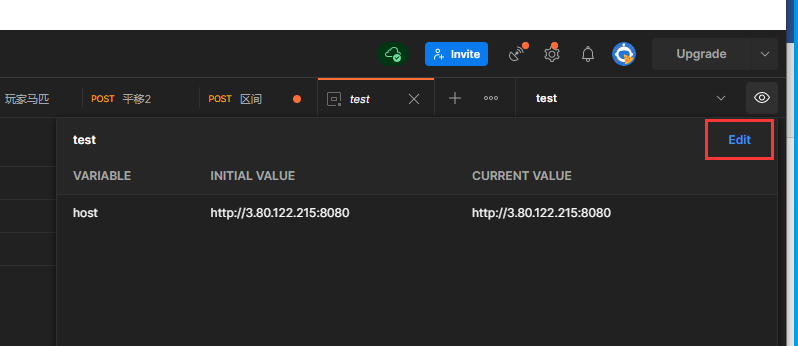 Invite
Upgrade
玩家马匹
POST 平移2
POST 区间
test
test
test
Edit
VARIABLE INITIAL VALUE CURRENT VALUE
host http://3.80.122.215:8080 http://3.80.122.215:8080